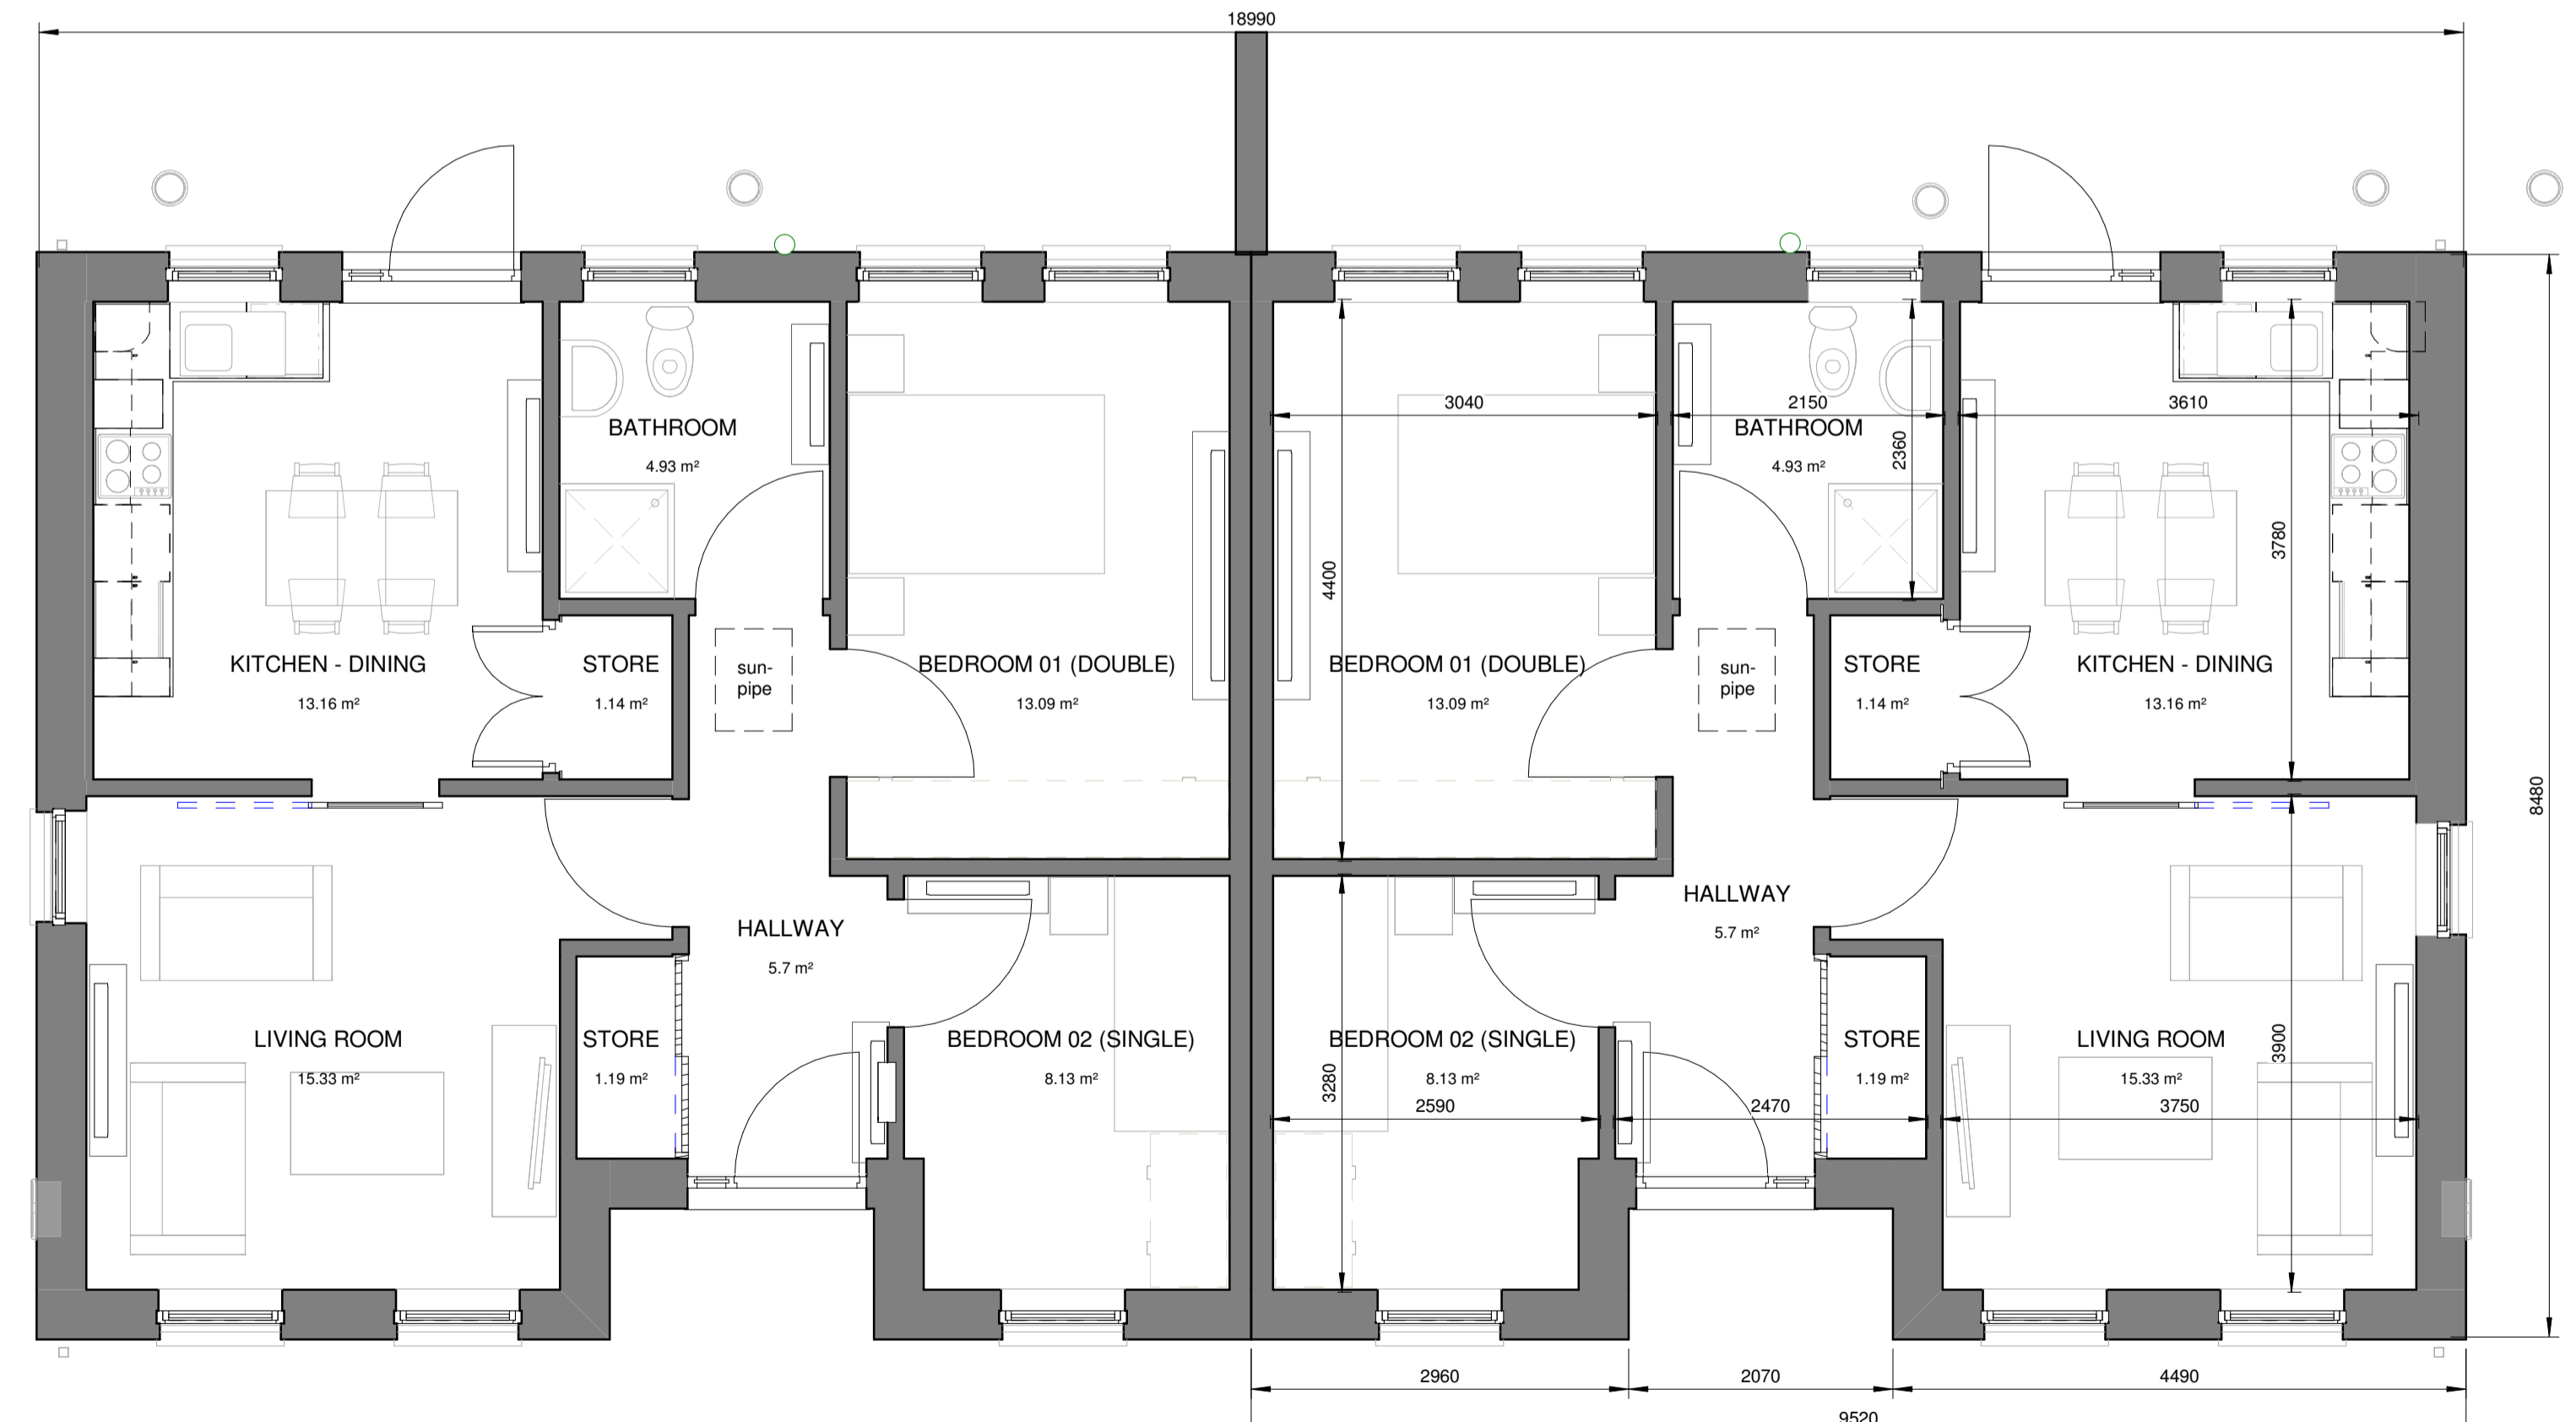 18990
BATHROOM
4.93 m²
3040
2150
BATHROOM
4.93 m²
2360
3610
KITCHEN - DINING
13.16 m²
STORE
1.14 m²
sun-
pipe
BEDROOM 01 (DOUBLE)
13.09 m²
4400
BEDROOM 01 (DOUBLE)
13.09 m²
sun-
pipe
STORE
1.14 m²
3780
KITCHEN - DINING
13.16 m²
8480
HALLWAY
5.7 m²
HALLWAY
5.7 m²
LIVING ROOM
15.33 m²
STORE
1.19 m²
BEDROOM 02 (SINGLE)
8.13 m²
3280
BEDROOM 02 (SINGLE)
8.13 m²
2590
2470
STORE
1.19 m²
LIVING ROOM
15.33 m²
3750
3900
2960
2070
4490
9520